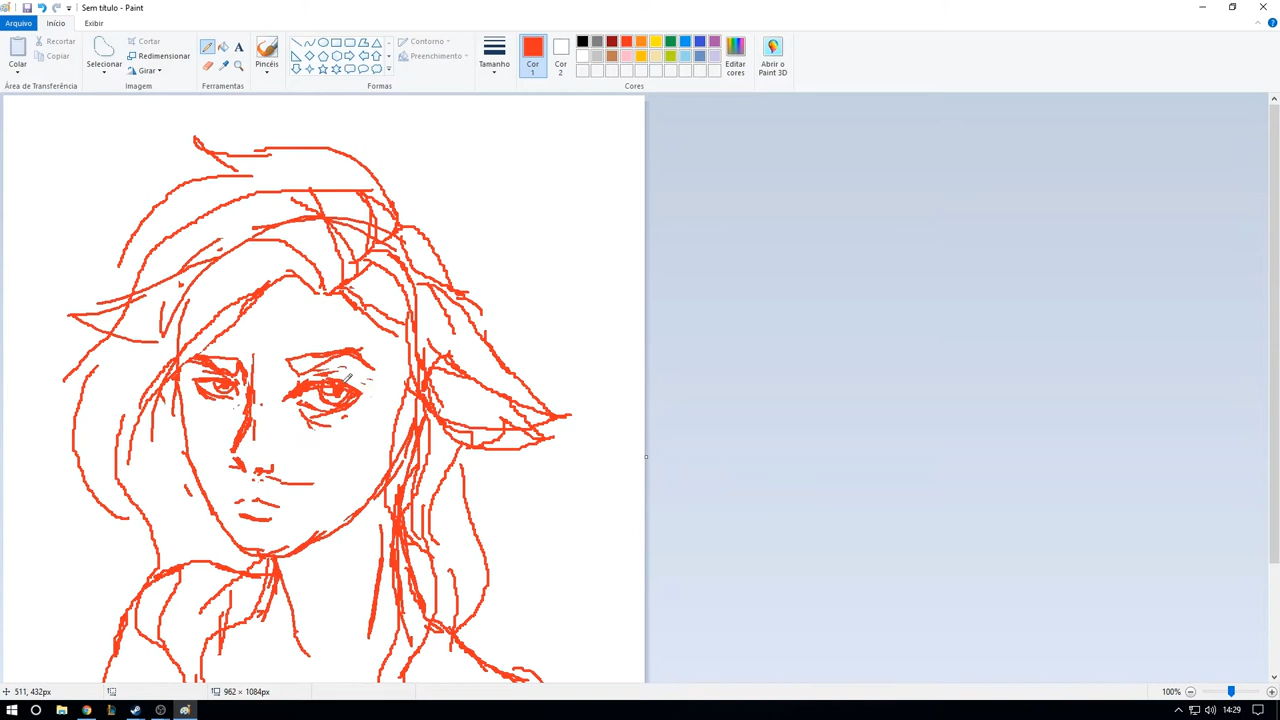 Sem título - Paint
Arquivo Início Exibir
Colar
Recortar
Copiar
Área de Transferência
Selecionar
Cortar
Redimensionar
Girar
Imagem
A
Ferramentas
Pincéis
Contorno
Preenchimento
Formas
Tamanho
Cor
1
Cor
2
Editar
cores
Cores
Abrir o
Paint 3D
511, 432px
962 × 1084px
100%
14:29